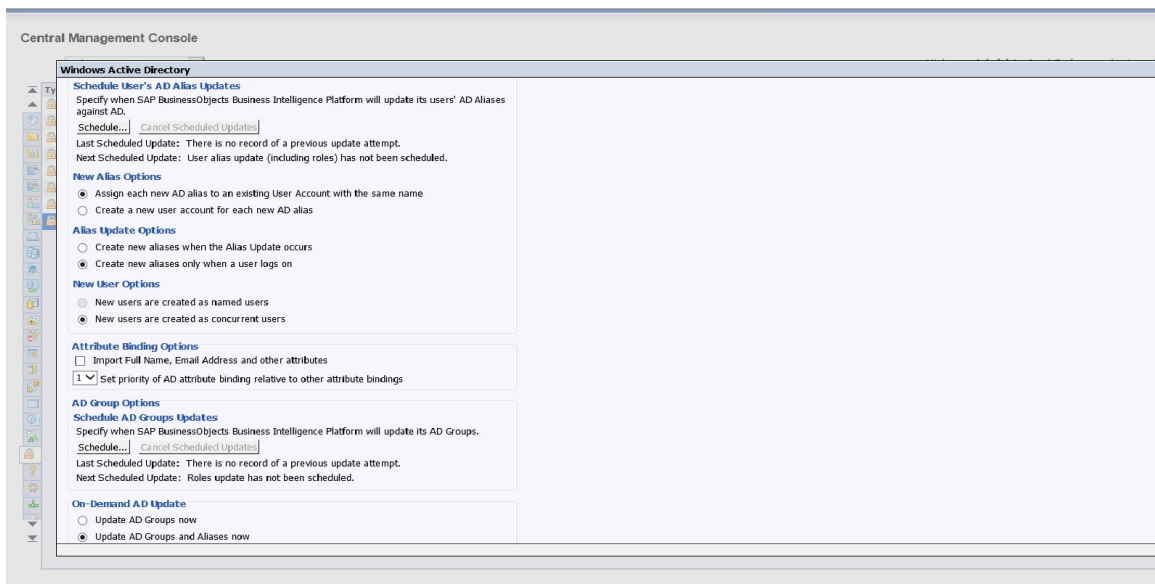 Central Management Console
Windows Active Directory
Ty
Schedule User's AD Alias Updates
Specify when SAP BusinessObjects Business Intelligence Platform will update its users' AD Aliases
against AD.
Schedule... Cancel Scheduled Updates
Last Scheduled Update: There is no record of a previous update attempt.
Next Scheduled Update: User alias update (including roles) has not been scheduled.
New Alias Options
Assign each new AD alias to an existing User Account with the same name
Create a new user account for each new AD alias
Alias Update Options
Create new aliases when the Alias Update occurs
Create new aliases only when a user logs on
New User Options
New users are created as named users
New users are created as concurrent users
Attribute Binding Options
Import Full Name, Email Address and other attributes
1 Set priority of AD attribute binding relative to other attribute bindings
AD Group Options
Schedule AD Groups Updates
Specify when SAP BusinessObjects Business Intelligence Platform will update its AD Groups.
Schedule... Cancel Scheduled Updates
Last Scheduled Update: There is no record of a previous update attempt.
Next Scheduled Update: Roles update has not been scheduled.
On-Demand AD Update
Update AD Groups now
Update AD Groups and Aliases now